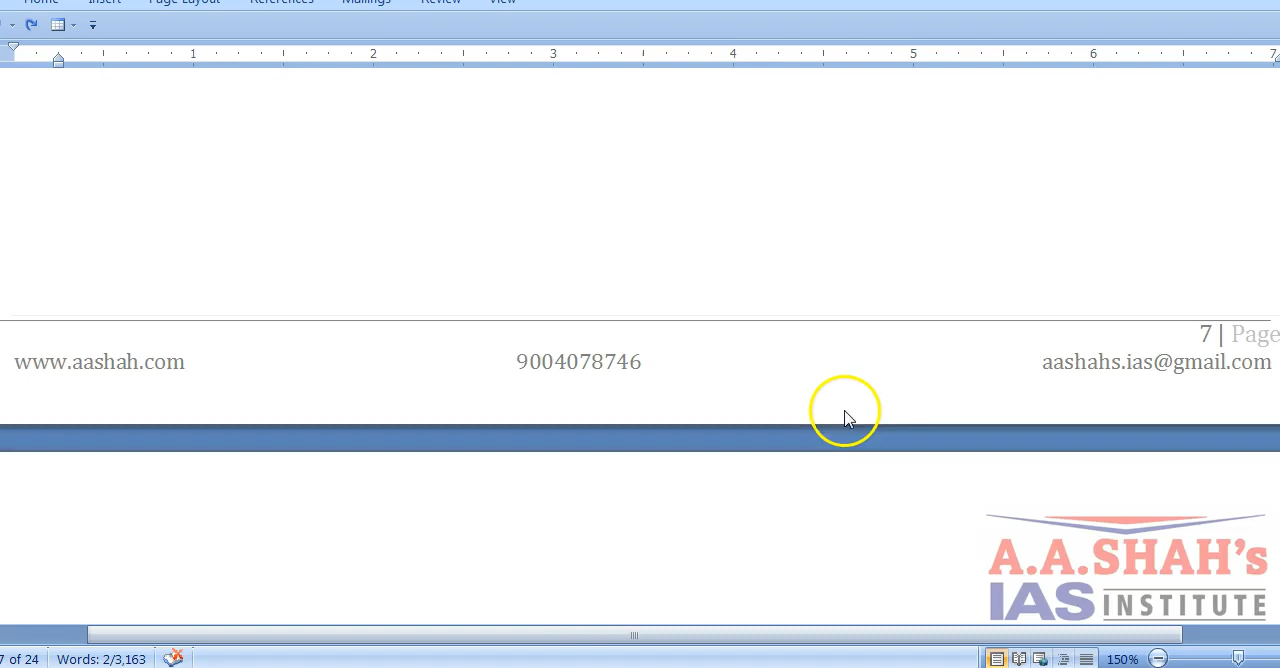 Home Insert Page Layout References Mailings Review View
1 2 3 4 5 6 7
7 | Page
www.aashah.com 9004078746 aashahs.ias@gmail.com
A.A.SHAH's
IAS INSTITUTE
7 of 24 Words: 2/3,163 150%